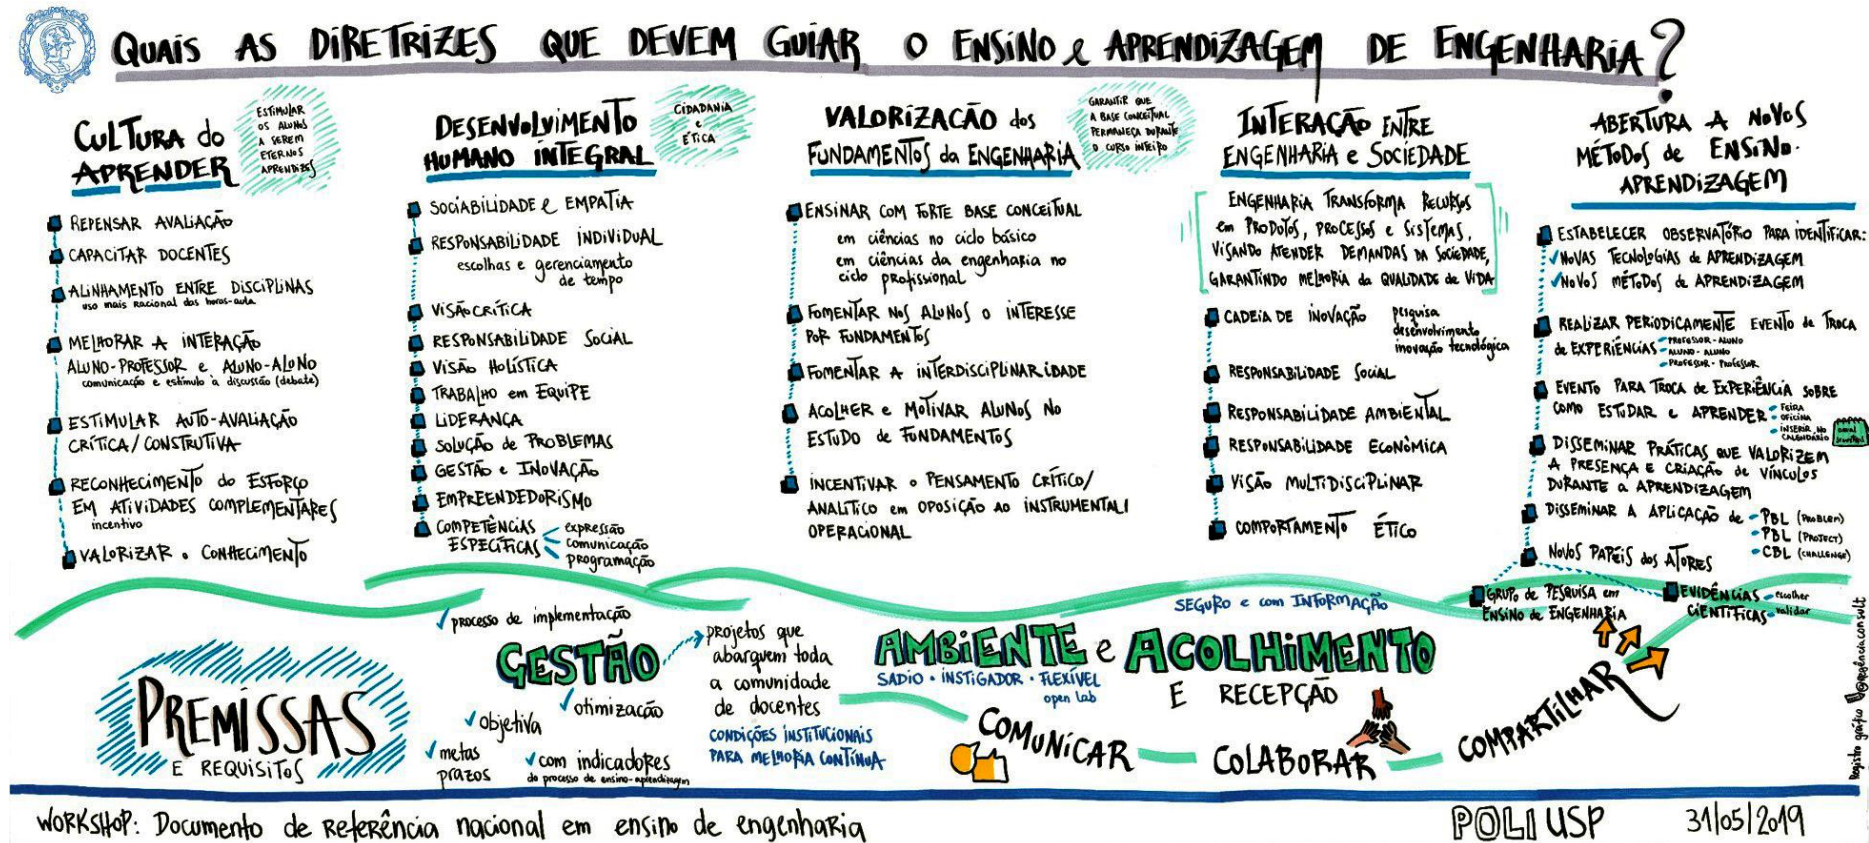 QUAIS AS DIRETRIZES QUE DEVEM GUIAR O ENSINO e APRENDIZAGEM DE ENGENHARIA?
CULTURA do
APRENDER
ESTIMULAR
OS ALUNOS
A SEREM
ETERNOS
APRENDIZES
REPENSAR AVALIAÇÃO
CAPACITAR DOCENTES
ALINHAMENTO ENTRE DISCIPLINAS
uso mais racional das horas-aula
MELHORAR A INTERAÇÃO
ALUNO-PROFESSOR e ALUNO-ALUNO
comunicação e estímulo à discussão (debate)
ESTIMULAR AUTO-AVALIAÇÃO
CRÍTICA/CONSTRUTIVA
RECONHECIMENTO do ESFORÇO
EM ATIVIDADES COMPLEMENTARES
incentivo
VALORIZAR o CONHECIMENTO
DESENVOLVIMENTO
HUMANO INTEGRAL
CIDADANIA
e
ÉTICA
SOCIABILIDADE e EMPATIA
RESPONSABILIDADE INDIVIDUAL
escolhas e gerenciamento
de tempo
VISÃO CRÍTICA
RESPONSABILIDADE SOCIAL
VISÃO HOLÍSTICA
TRABALHO em EQUIPE
LIDERANÇA
SOLUÇÃO de PROBLEMAS
GESTÃO e INOVAÇÃO
EMPREENDEDORISMO
COMPETÊNCIAS
ESPECÍFICAS
expressão
comunicação
programação
VALORIZAÇÃO dos
FUNDAMENTOS da ENGENHARIA
GARANTIR QUE
A BASE CONCEITUAL
PERMANEÇA DURANTE
O CURSO INTEIRO
ENSINAR COM FORTE BASE CONCEITUAL
em ciências no ciclo básico
em ciências da engenharia no
ciclo profissional
FOMENTAR NOS ALUNOS O INTERESSE
POR FUNDAMENTOS
FOMENTAR A INTERDISCIPLINARIDADE
ACOLHER e MOTIVAR ALUNOS NO
ESTUDO de FUNDAMENTOS
INCENTIVAR o PENSAMENTO CRÍTICO/
ANALÍTICO em OPOSIÇÃO AO INSTRUMENTAL/
OPERACIONAL
INTERAÇÃO ENTRE
ENGENHARIA e SOCIEDADE
ENGENHARIA TRANSFORMA RECURSOS
em PRODUTOS, PROCESSOS e SISTEMAS,
VISANDO ATENDER DEMANDAS DA SOCIEDADE,
GARANTINDO MELHORIA da QUALIDADE de VIDA
CADEIA DE INOVAÇÃO
pesquisa
desenvolvimento
inovação tecnológica
RESPONSABILIDADE Social
RESPONSABILIDADE AMBIENTAL
RESPONSABILIDADE ECONÔMICA
VISÃO MULTIDISCIPLINAR
COMPORTAMENTO ÉTICO
ABERTURA A NOVOS
MÉTODOS de ENSINO-
APRENDIZAGEM
ESTABELECER OBSERVATÓRIO PARA IDENTIFICAR:
✓NOVAS TECNOLOGIAS de APRENDIZAGEM
✓NOVOS MÉTODOS de APRENDIZAGEM
REALIZAR PERIODICAMENTE EVENTO de TROCA
de EXPERIÊNCIAS
PROFESSOR-ALUNO
ALUNO-ALUNO
PROFESSOR-PROFESSOR
EVENTO PARA TROCA de EXPERIÊNCIA SOBRE
COMO ESTUDAR e APRENDER
FEIRA
OFICINA
INSERIR NO
CALENDÁRIO
DISSEMINAR PRÁTICAS QUE VALORIZEM
A PRESENÇA E CRIAÇÃO de VÍNCULOS
DURANTE a APRENDIZAGEM
DISSEMINAR A APLICAÇÃO de
PBL (PROBLEM)
PBL (PROJECT)
CBL (CHALLENGE)
NOVOS PAPÉIS dos ATORES
GRUPO de PESQUISA em
ENSINO de ENGENHARIA
EVIDÊNCIAS
CIENTÍFICAS
escolher
validar
PREMISSAS
E REQUISITOS
✓processo de implementação
GESTÃO
✓objetiva
✓otimização
✓metas
prazos
✓com indicadores
do processo de ensino-aprendizagem
projetos que
abarquem toda
a comunidade
de docentes
CONDIÇÕES INSTITUCIONAIS
PARA MELHORIA CONTÍNUA
SEGURO e com INFORMAÇÃO
AMBIENTE e ACOLHIMENTO
SADIO • INSTIGADOR • FLEXÍVEL
open lab
E RECEPÇÃO
COMUNICAR
COLABORAR
COMPARTILHAR
Registro gráfico @ragenciaconsult
WORKSHOP: Documento de Referência nacional em ensino de engenharia
POLI USP
31/05/2019